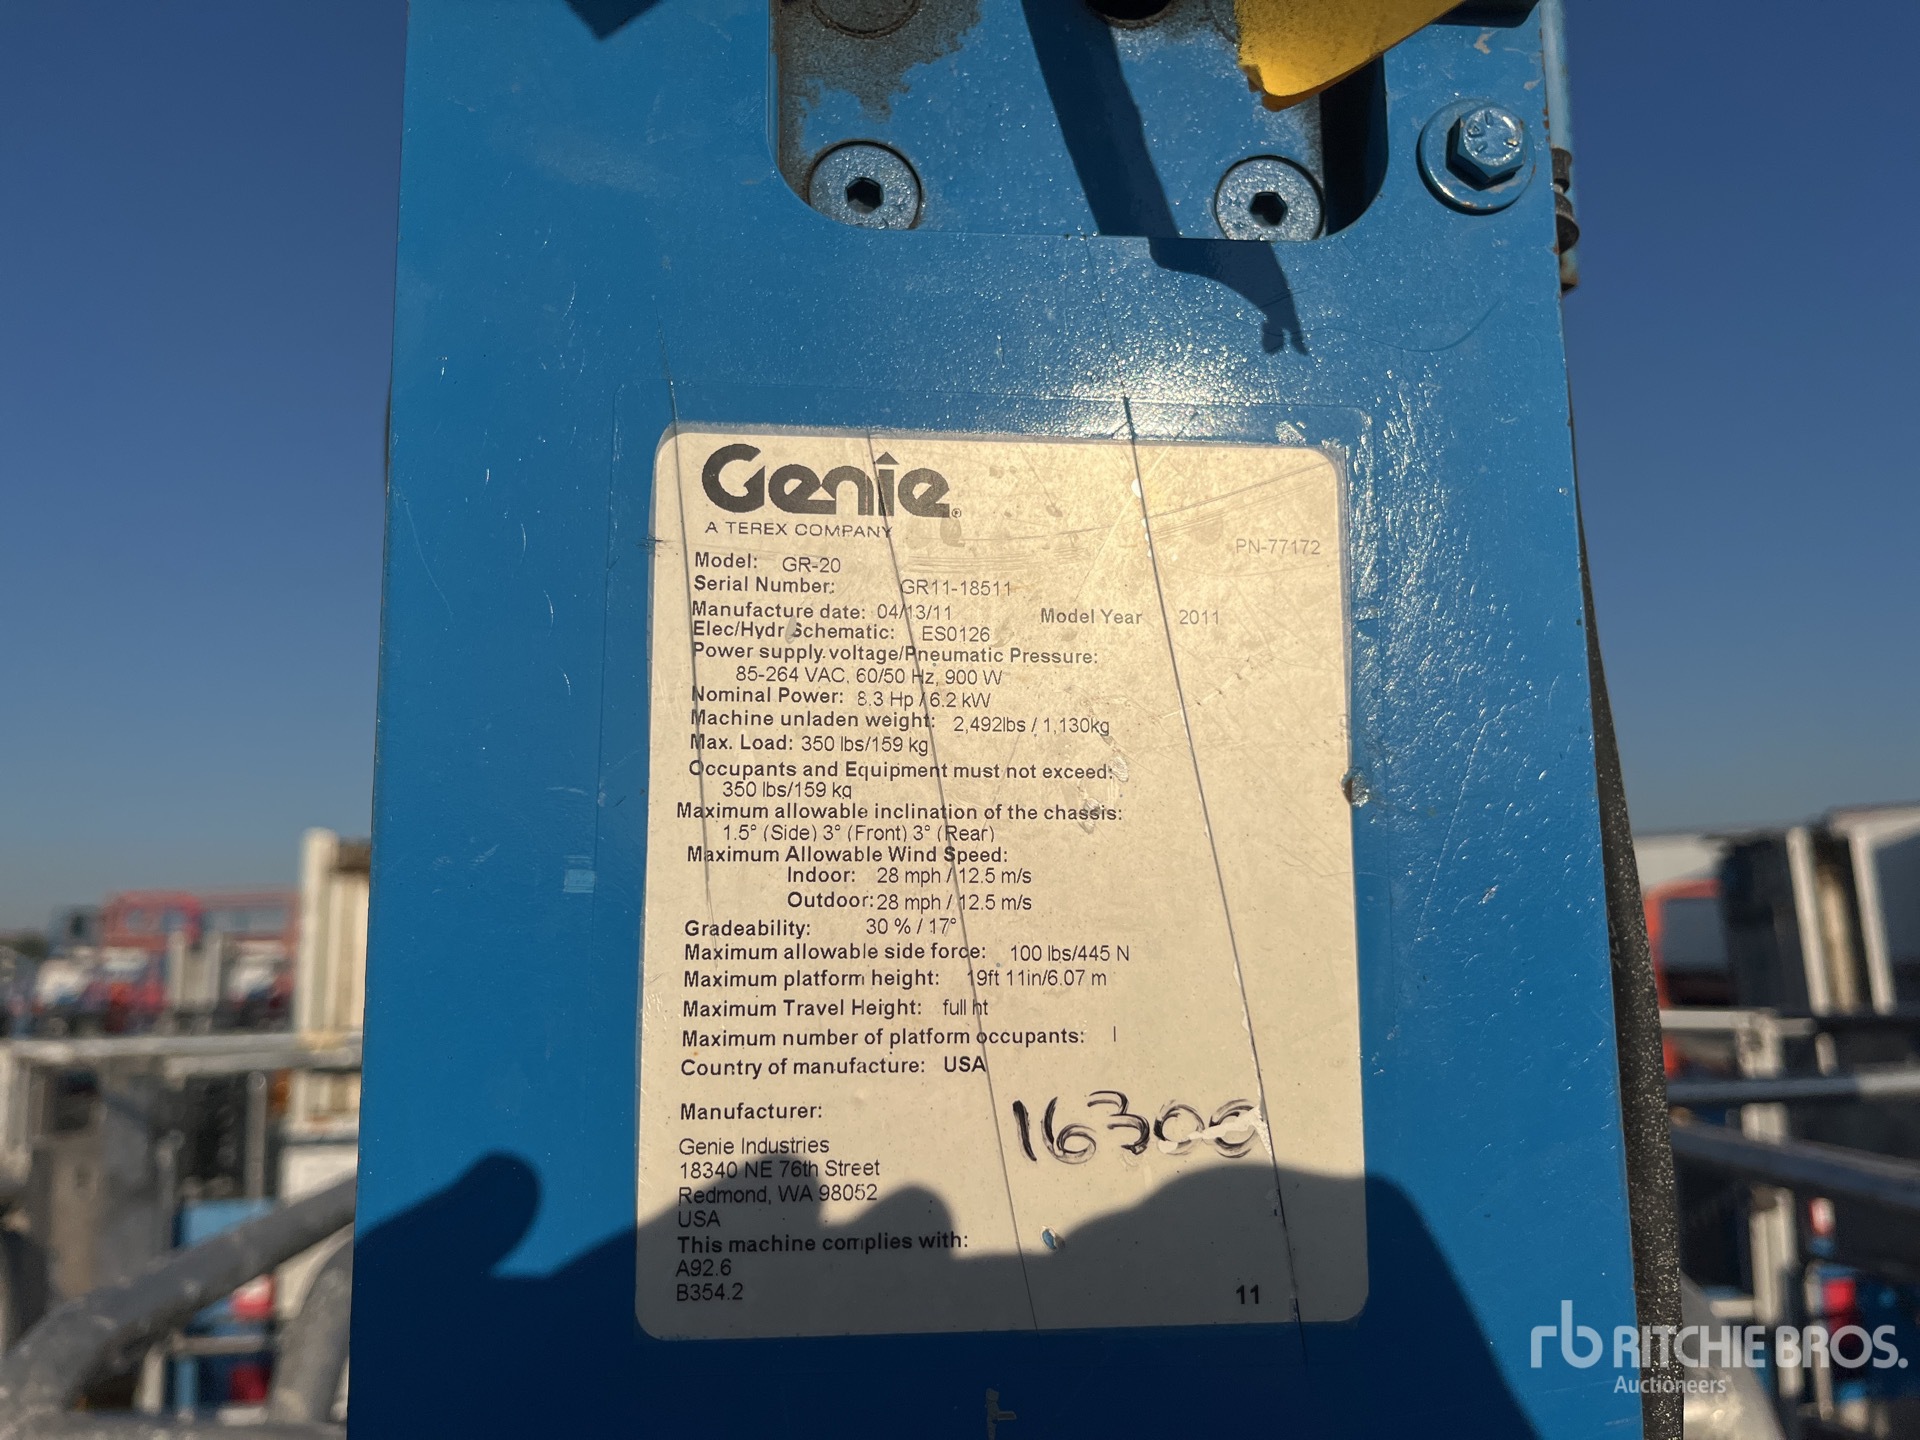 Genie®
A TEREX COMPANY
PN-77172
Model: GR-20
Serial Number: GR11-18511
Manufacture date: 04/13/11 Model Year 2011
Elec/Hydr Schematic: ES0126
Power supply voltage/Pneumatic Pressure:
85-264 VAC, 60/50 Hz, 900 W
Nominal Power: 8.3 Hp / 6.2 kW
Machine unladen weight: 2,492lbs / 1,130kg
Max. Load: 350 lbs/159 kg
Occupants and Equipment must not exceed:
350 lbs/159 kg
Maximum allowable inclination of the chassis:
1.5° (Side) 3° (Front) 3° (Rear)
Maximum Allowable Wind Speed:
Indoor: 28 mph / 12.5 m/s
Outdoor: 28 mph / 12.5 m/s
Gradeability: 30 % / 17°
Maximum allowable side force: 100 lbs/445 N
Maximum platform height: 19ft 11in/6.07 m
Maximum Travel Height: full ht
Maximum number of platform occupants: 1
Country of manufacture: USA
Manufacturer:
16300
Genie Industries
18340 NE 76th Street
Redmond, WA 98052
USA
This machine complies with:
A92.6
B354.2
11
rb RITCHIE BROS.
Auctioneers